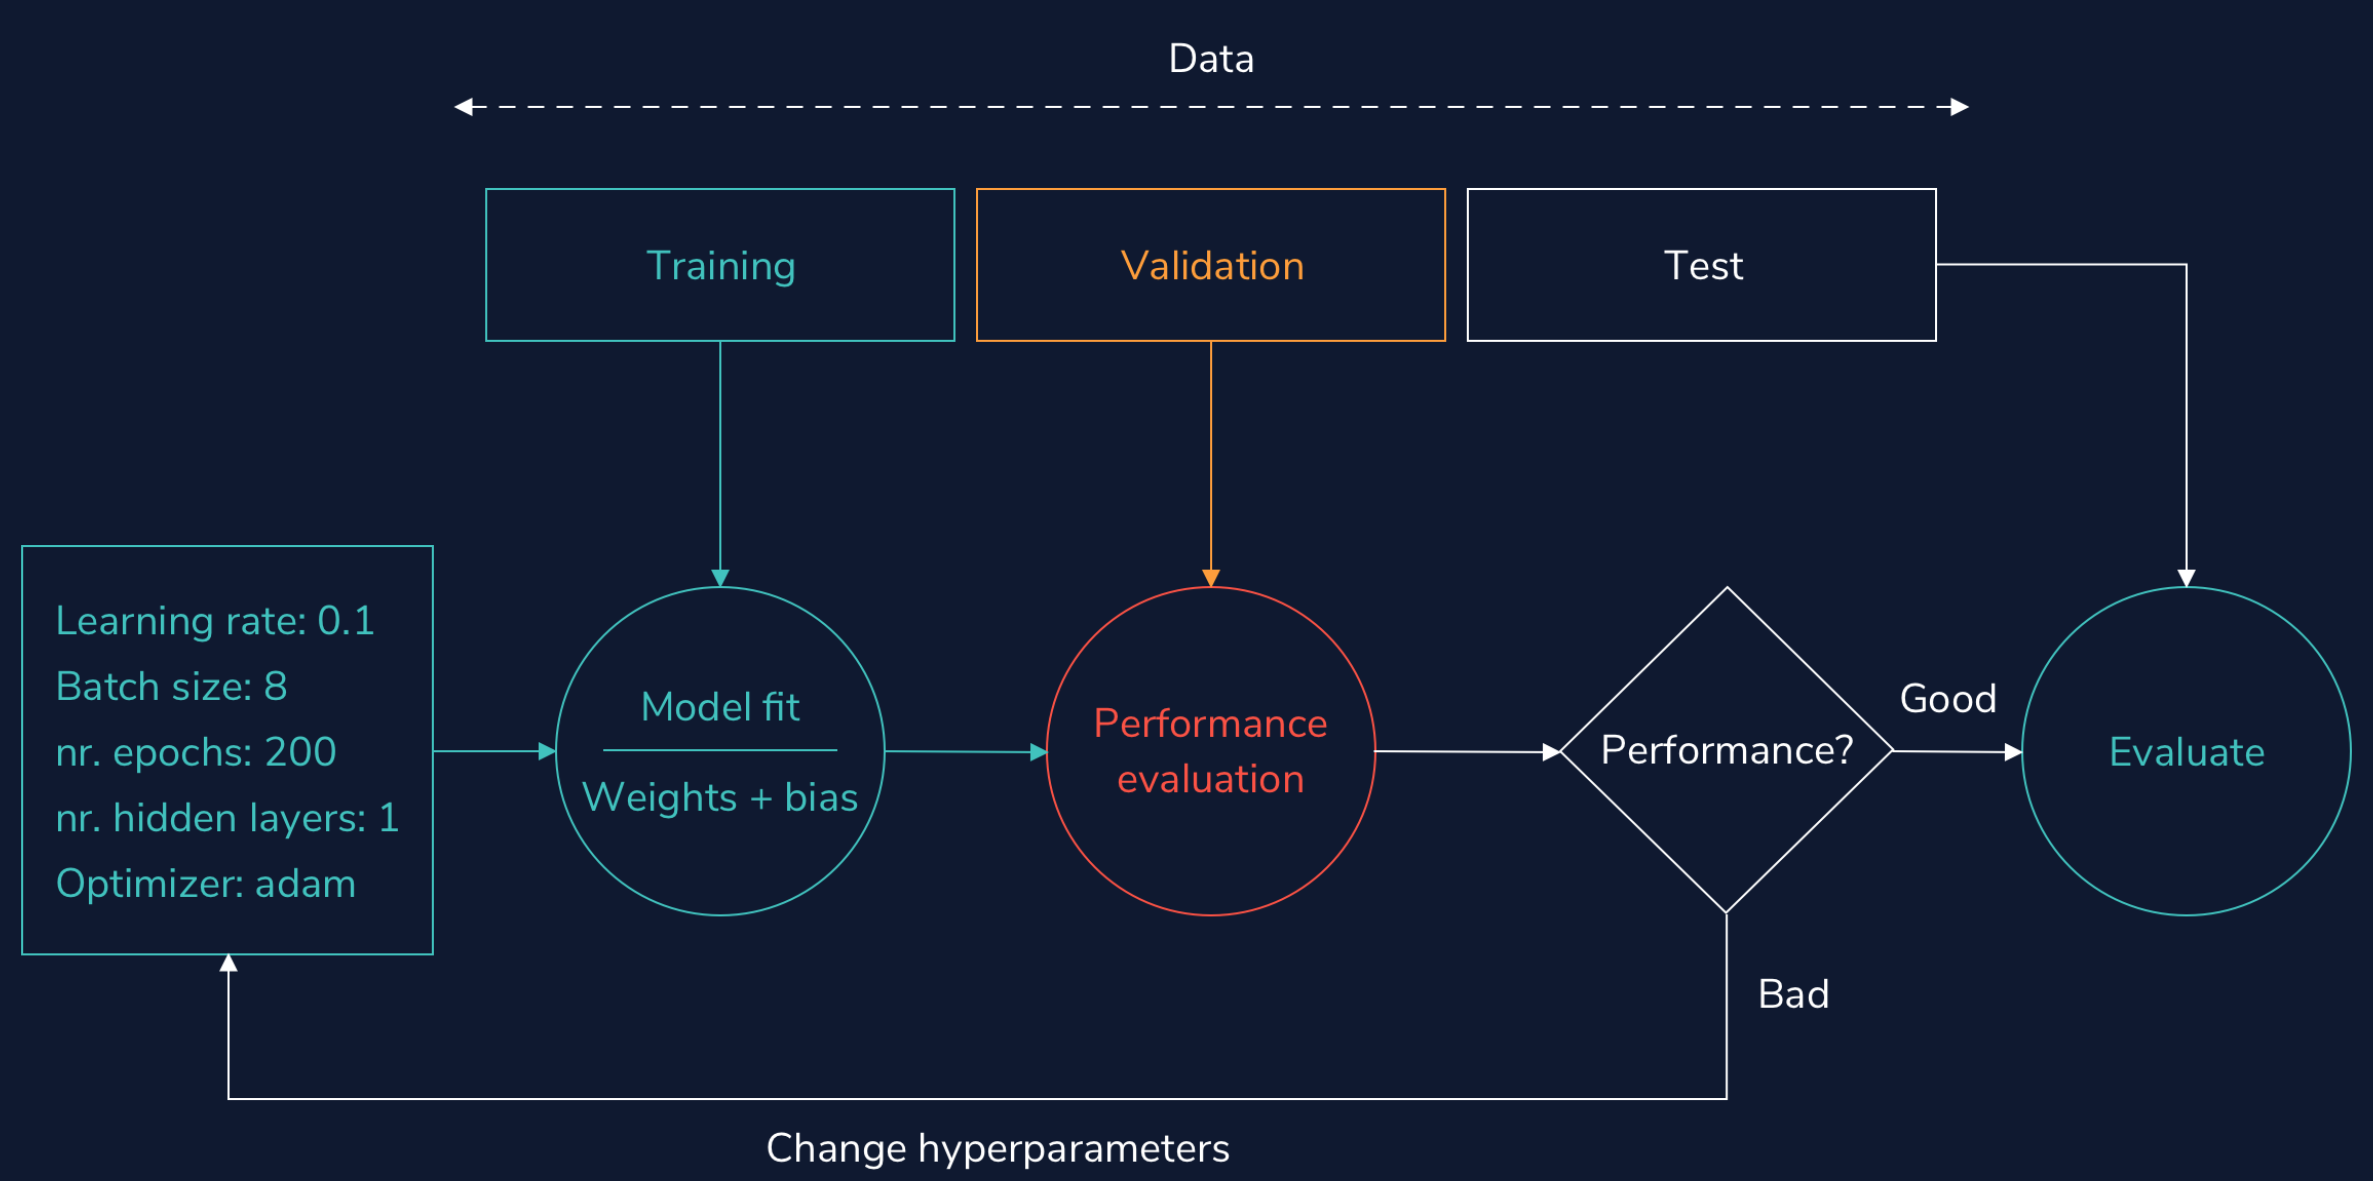 Data
Training
Validation
Test
Learning rate: 0.1
Batch size: 8
nr. epochs: 200
nr. hidden layers: 1
Optimizer: adam
Model fit
Weights + bias
Performance
evaluation
Performance?
Good
Evaluate
Bad
Change hyperparameters